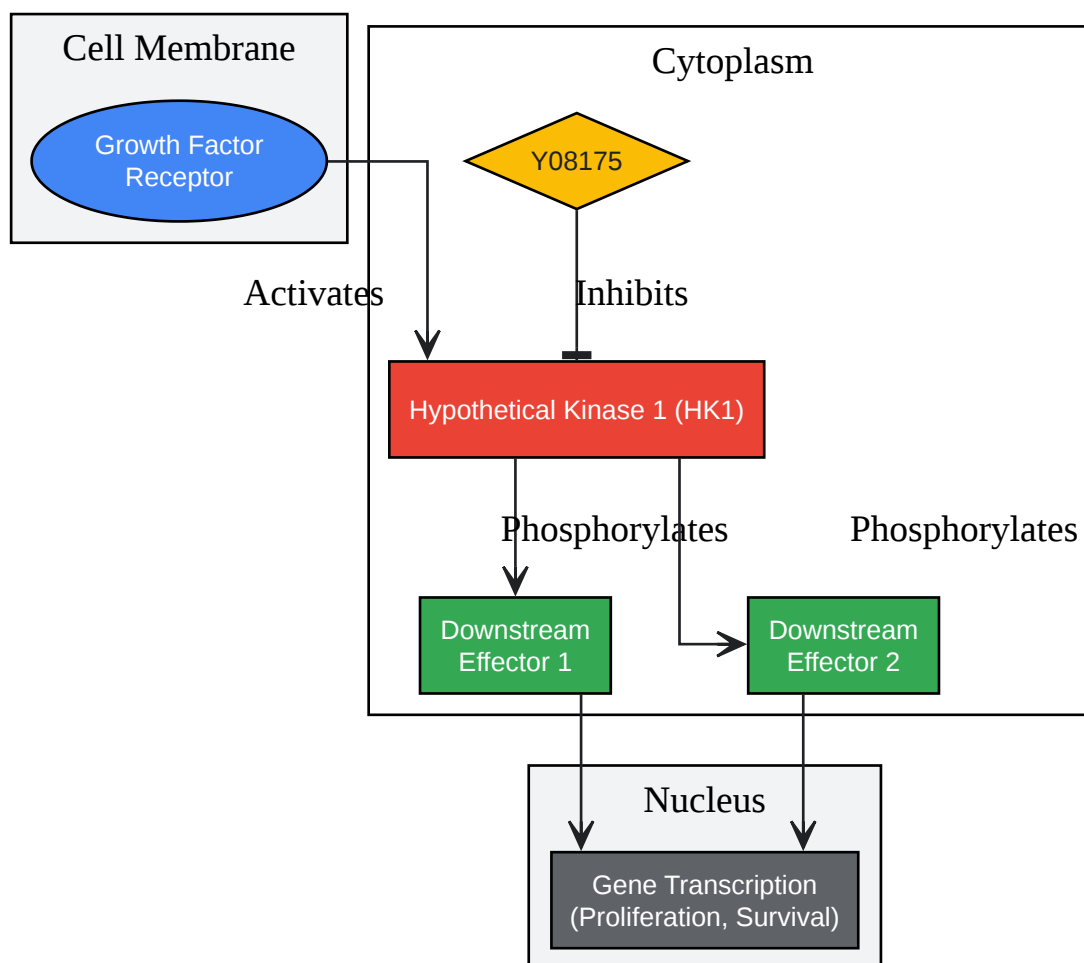 Cell Membrane
Growth Factor
Receptor
Cytoplasm
Y08175
Activates
Inhibits
Hypothetical Kinase 1 (HK1)
Phosphorylates
Phosphorylates
Downstream
Effector 1
Downstream
Effector 2
Nucleus
Gene Transcription
(Proliferation, Survival)